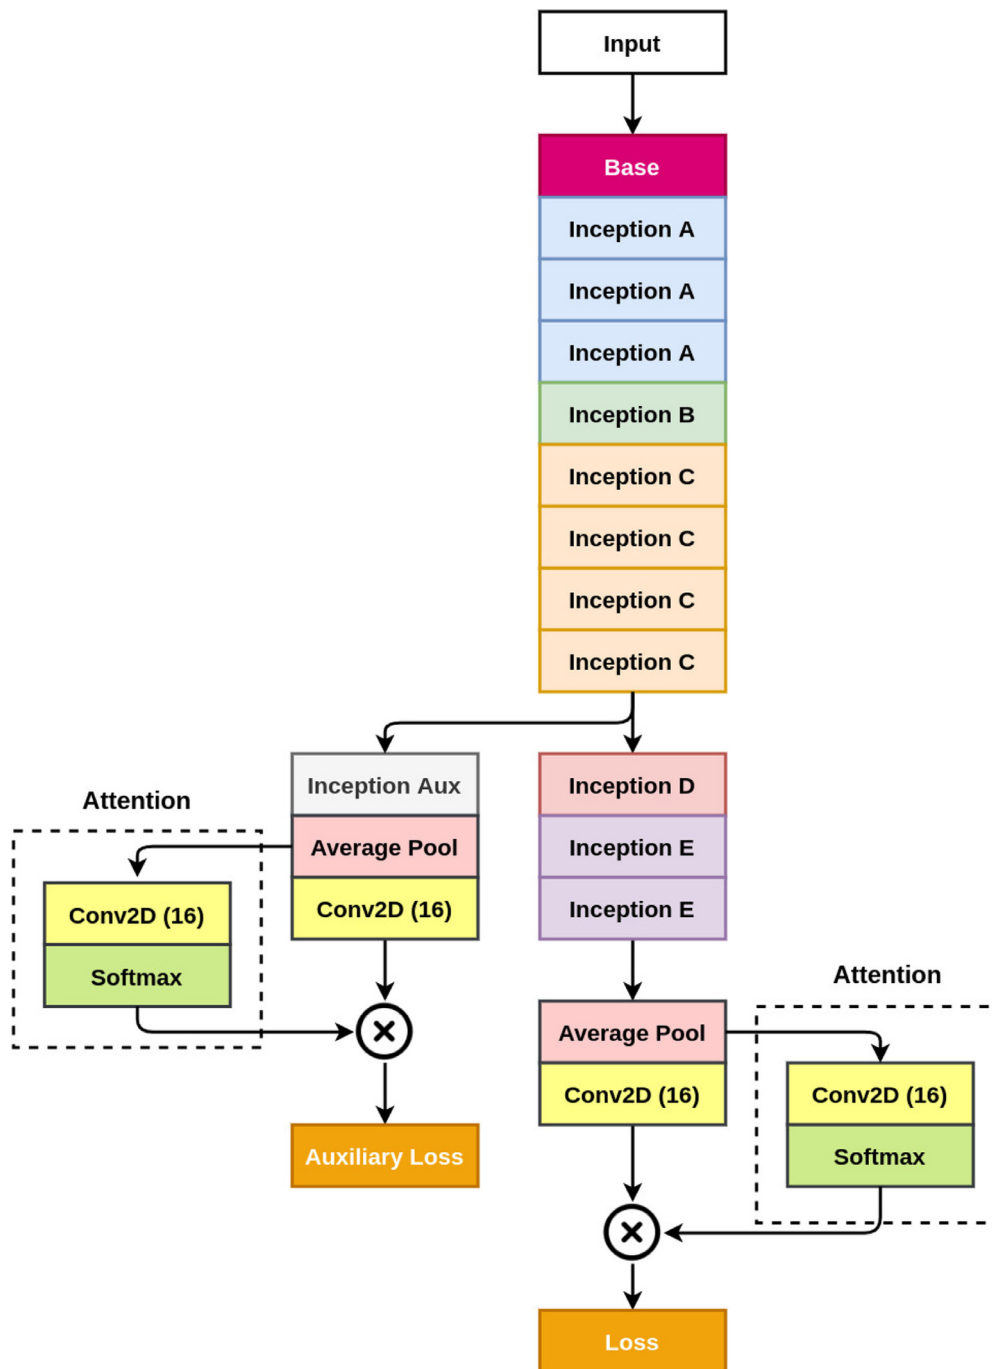 Input
Base
Inception A
Inception A
Inception A
Inception B
Inception C
Inception C
Inception C
Inception C
Inception Aux
Average Pool
Conv2D (16)
Attention
Conv2D (16)
Softmax
Auxiliary Loss
Inception D
Inception E
Inception E
Average Pool
Conv2D (16)
Attention
Conv2D (16)
Softmax
Loss